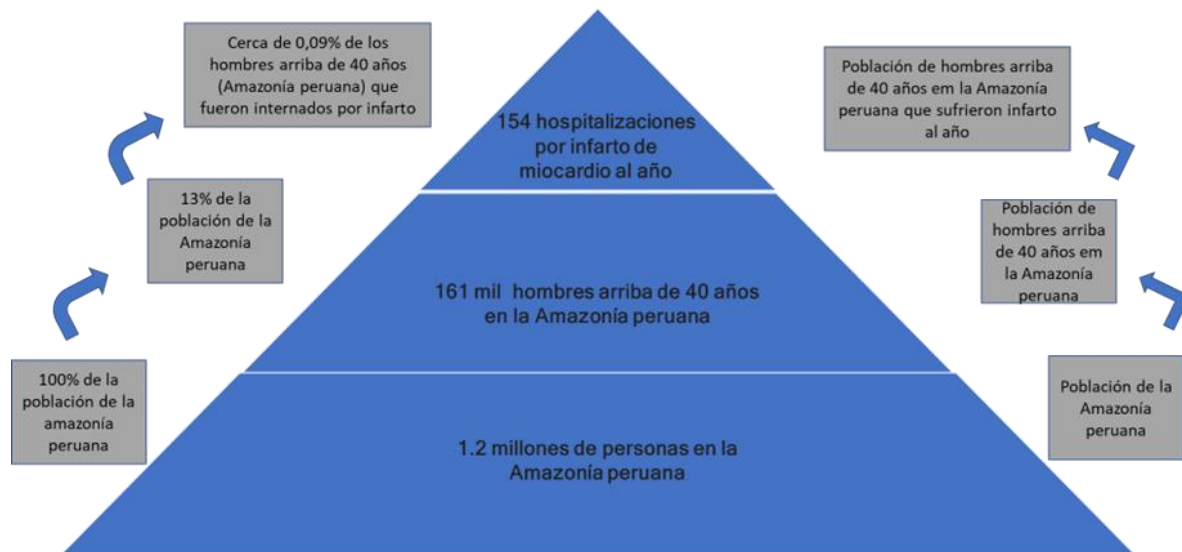 Cerca de 0,09% de los
hombres arriba de 40 años
(Amazonía peruana) que
fueron internados por infarto
Población de hombres arriba
de 40 años em la Amazonía
peruana que sufrieron infarto
al año
154 hospitalizaciones
por infarto de
miocardio al año
13% de la
población de la
Amazonía
peruana
Población de
hombres arriba
de 40 años em
la Amazonía
peruana
161 mil hombres arriba de 40 años
en la Amazonía peruana
100% de la
población de la
amazonía
peruana
Población de la
Amazonía
peruana
1.2 millones de personas en la
Amazonía peruana